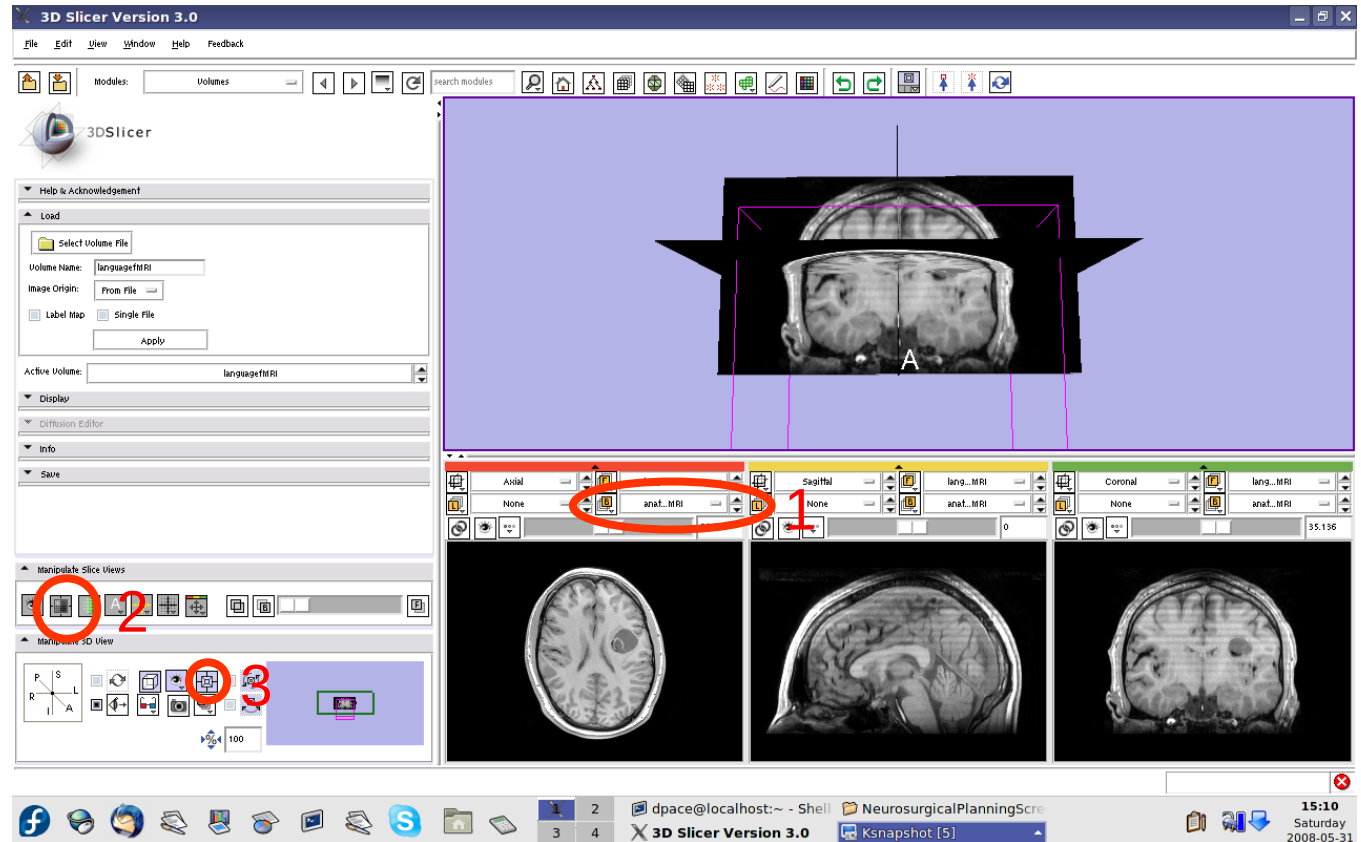 3D Slicer Version 3.0
File Edit View Window Help Feedback
Modules: Volumes search modules
3DSlicer
Help & Acknowledgement
Load
Select Volume File
Volume Name: languagefMRI
Image Origin: From File
Label Map Single File
Apply
Active Volume: languagefMRI
Display
Diffusion Editor
Info
Save
Manipulate Slice Views
A
B F
2
Manipulate 3D View
P S
R L
I A
3
% 100
A
Axial F
None B anat...MRI
1
Sagittal F lang...MRI
L None B anat...MRI
0
Coronal F lang...MRI
L None B anat...MRI
35.136
1 2
3 4
dpace@localhost:~ - Shell NeurosurgicalPlanningScre
3D Slicer Version 3.0 Ksnapshot [5]
15:10
Saturday
2008-05-31